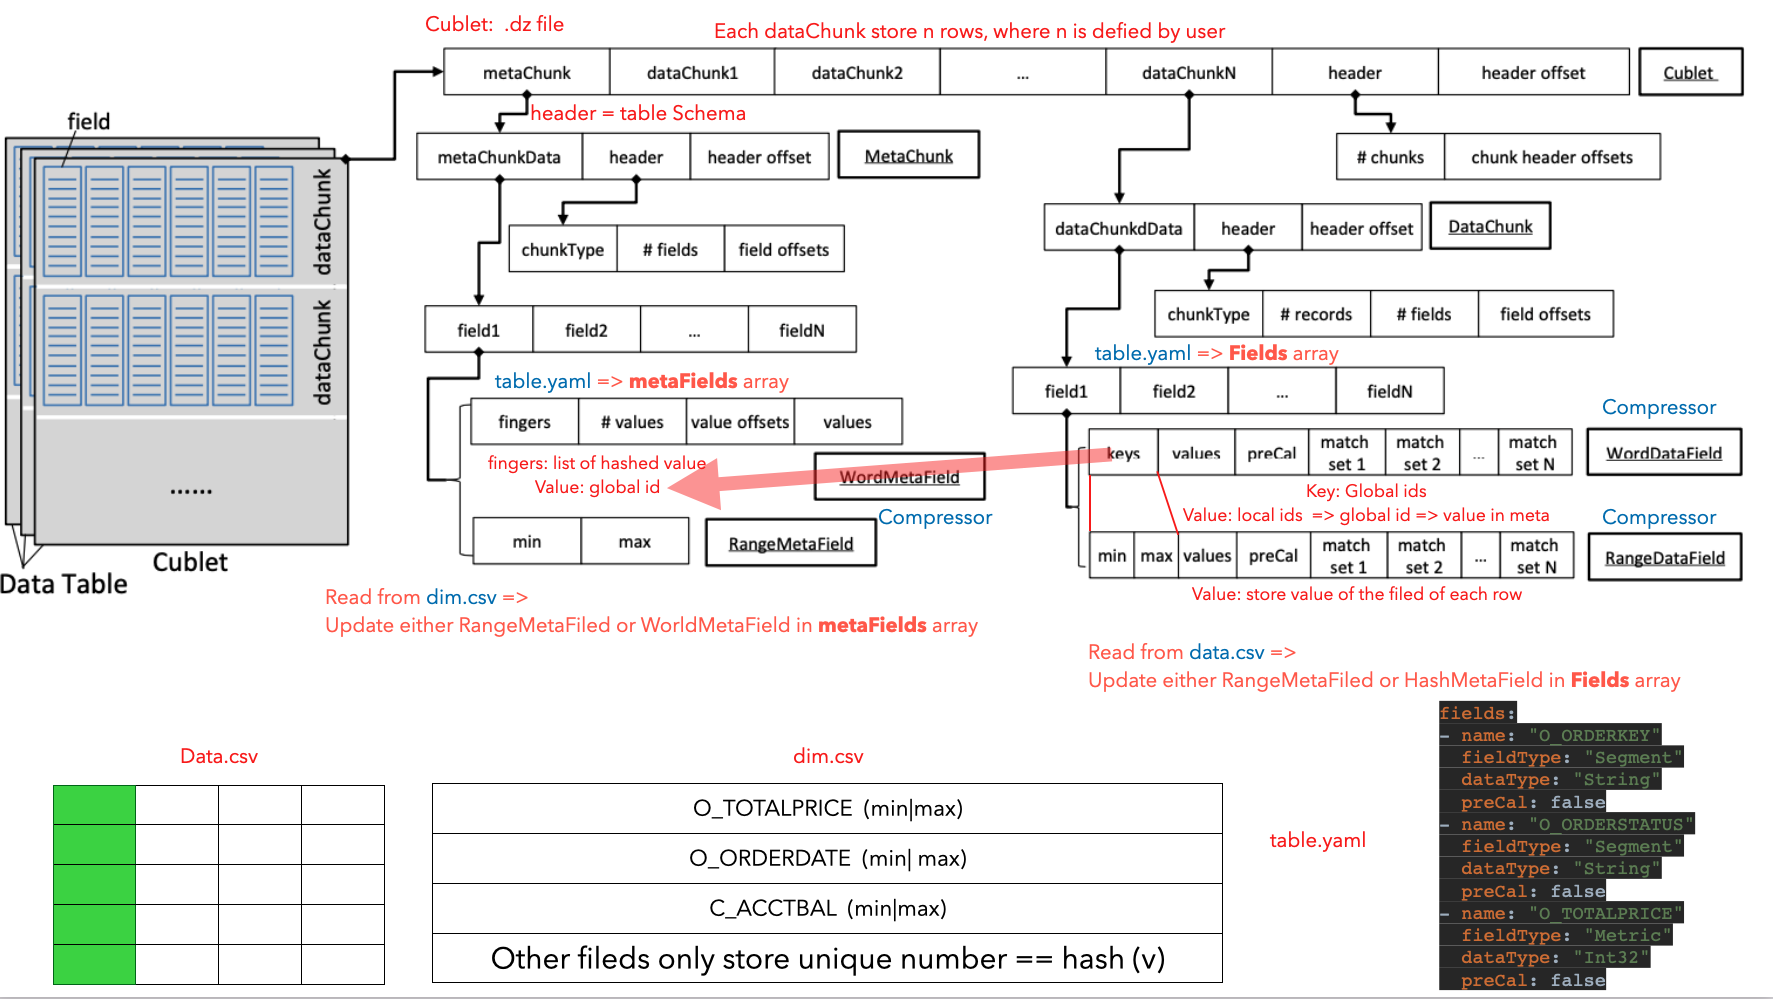 Cublet:  .dz file
Each dataChunk store n rows, where n is defied by user
metaChunk
dataChunk1
dataChunk2
...
dataChunkN
header
header offset
Cublet
header = table Schema
field
metaChunkData
header
header offset
MetaChunk
# chunks
chunk header offsets
dataChunk
dataChunk
......
Cublet
Data Table
chunkType
# fields
field offsets
dataChunkdData
header
header offset
DataChunk
chunkType
# records
# fields
field offsets
field1
field2
...
fieldN
table.yaml => metaFields array
table.yaml => Fields array
field1
field2
...
fieldN
fingers
# values
value offsets
values
fingers: list of hashed value
Value: global id
WordMetaField
Compressor
min
max
RangeMetaField
Compressor
keys
values
preCal
match set 1
match set 2
...
match set N
WordDataField
Key: Global ids
Value: local ids  => global id => value in meta
Compressor
min
max
values
preCal
match set 1
match set 2
...
match set N
RangeDataField
Value: store value of the filed of each row
Read from dim.csv =>
Update either RangeMetaFiled or WorldMetaField in metaFields array
Read from data.csv =>
Update either RangeMetaFiled or HashMetaField in Fields array
Data.csv
dim.csv
O_TOTALPRICE (min|max)
O_ORDERDATE (min| max)
C_ACCTBAL (min|max)
Other fileds only store unique number == hash (v)
table.yaml
fields:
- name: "O_ORDERKEY"
fieldType: "Segment"
dataType: "String"
preCal: false
- name: "O_ORDERSTATUS"
fieldType: "Segment"
dataType: "String"
preCal: false
- name: "O_TOTALPRICE"
fieldType: "Metric"
dataType: "Int32"
preCal: false